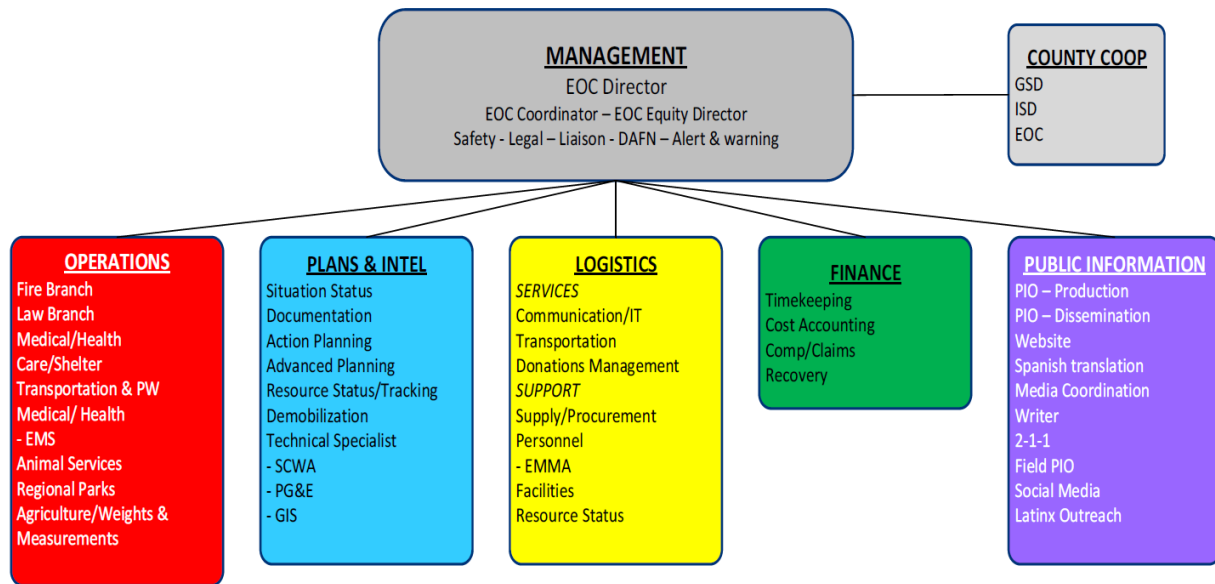 MANAGEMENT
EOC Director
EOC Coordinator – EOC Equity Director
Safety - Legal – Liaison - DAFN – Alert & warning
COUNTY COOP
GSD
ISD
EOC
OPERATIONS
Fire Branch
Law Branch
Medical/Health
Care/Shelter
Transportation & PW
Medical/ Health
- EMS
Animal Services
Regional Parks
Agriculture/Weights &
Measurements
PLANS & INTEL
Situation Status
Documentation
Action Planning
Advanced Planning
Resource Status/Tracking
Demobilization
Technical Specialist
- SCWA
- PG&E
- GIS
LOGISTICS
SERVICES
Communication/IT
Transportation
Donations Management
SUPPORT
Supply/Procurement
Personnel
- EMMA
Facilities
Resource Status
FINANCE
Timekeeping
Cost Accounting
Comp/Claims
Recovery
PUBLIC INFORMATION
PIO – Production
PIO – Dissemination
Website
Spanish translation
Media Coordination
Writer
2-1-1
Field PIO
Social Media
Latinx Outreach